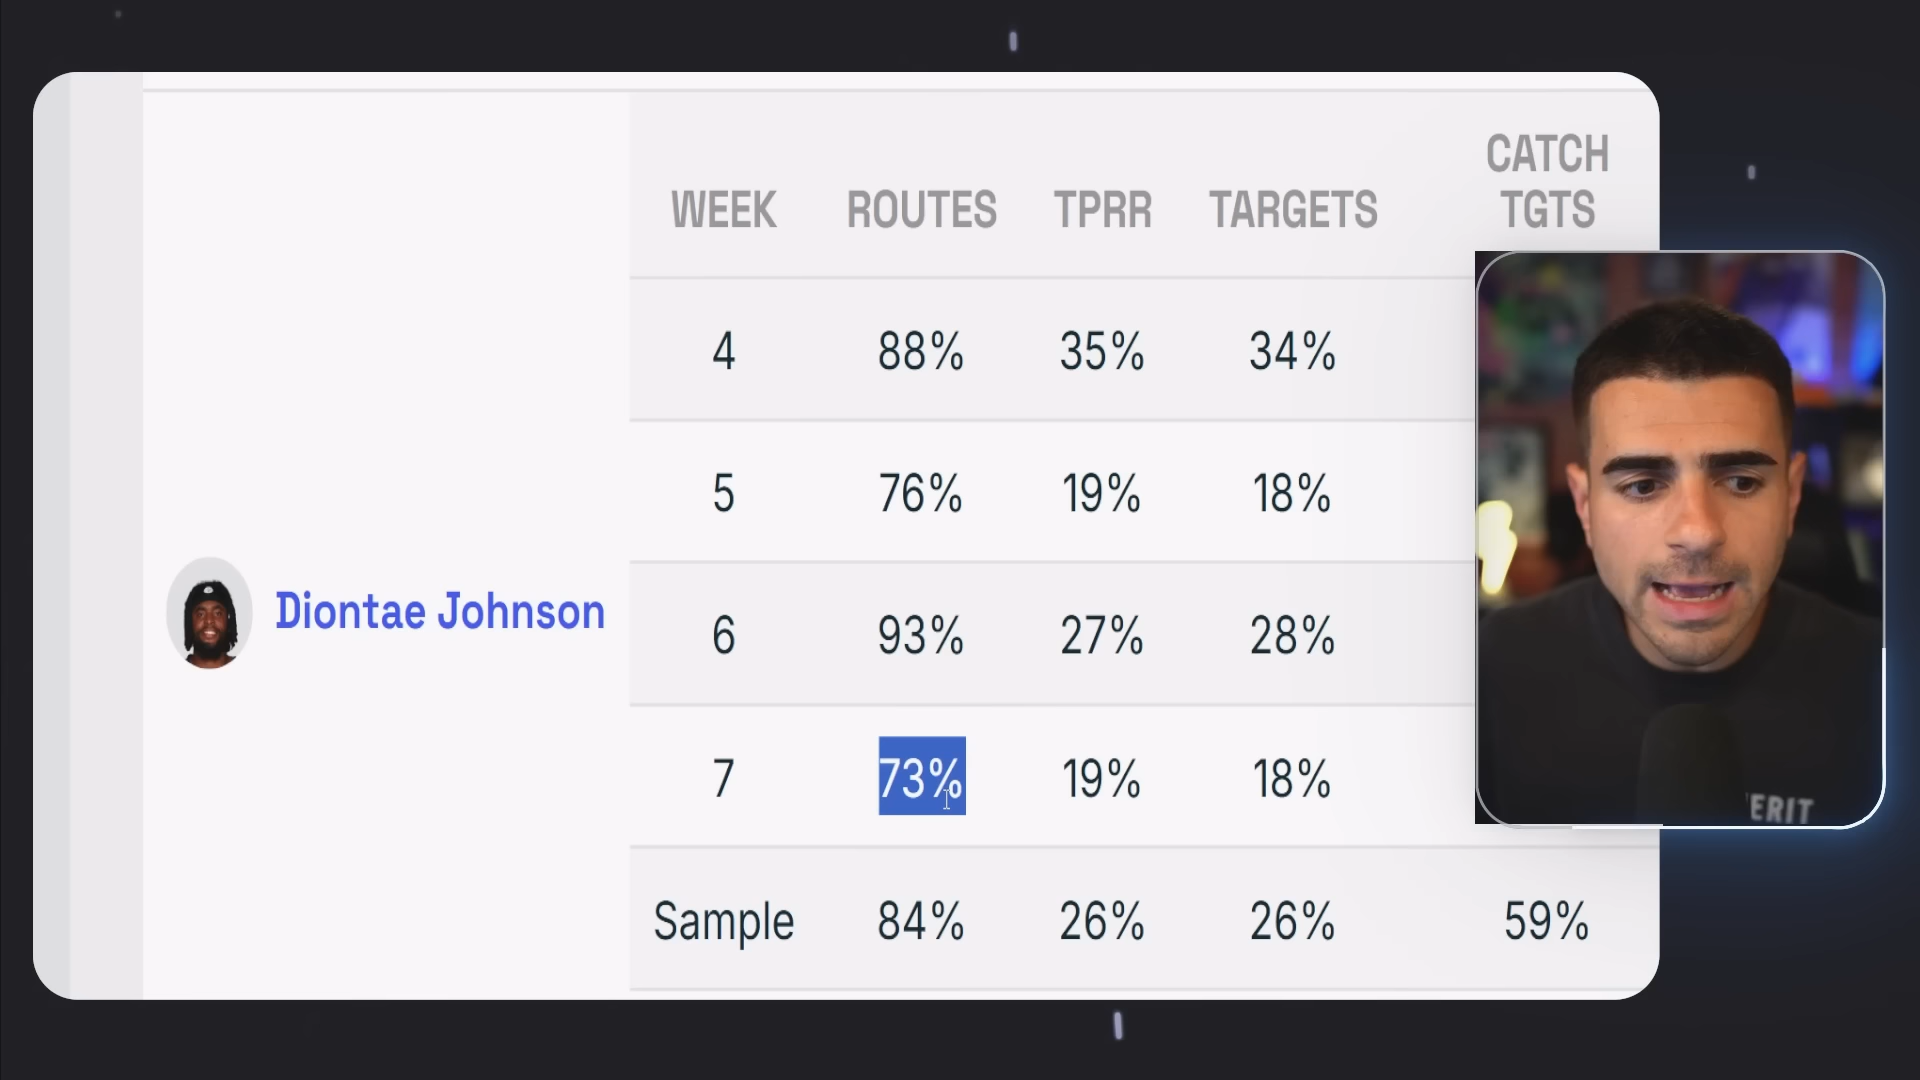 WEEK ROUTES TPRR TARGETS CATCH TGTS
4 88% 35% 34%
5 76% 19% 18%
Diontae Johnson
6 93% 27% 28%
7 73% 19% 18%
Sample 84% 26% 26% 59%
ERIT